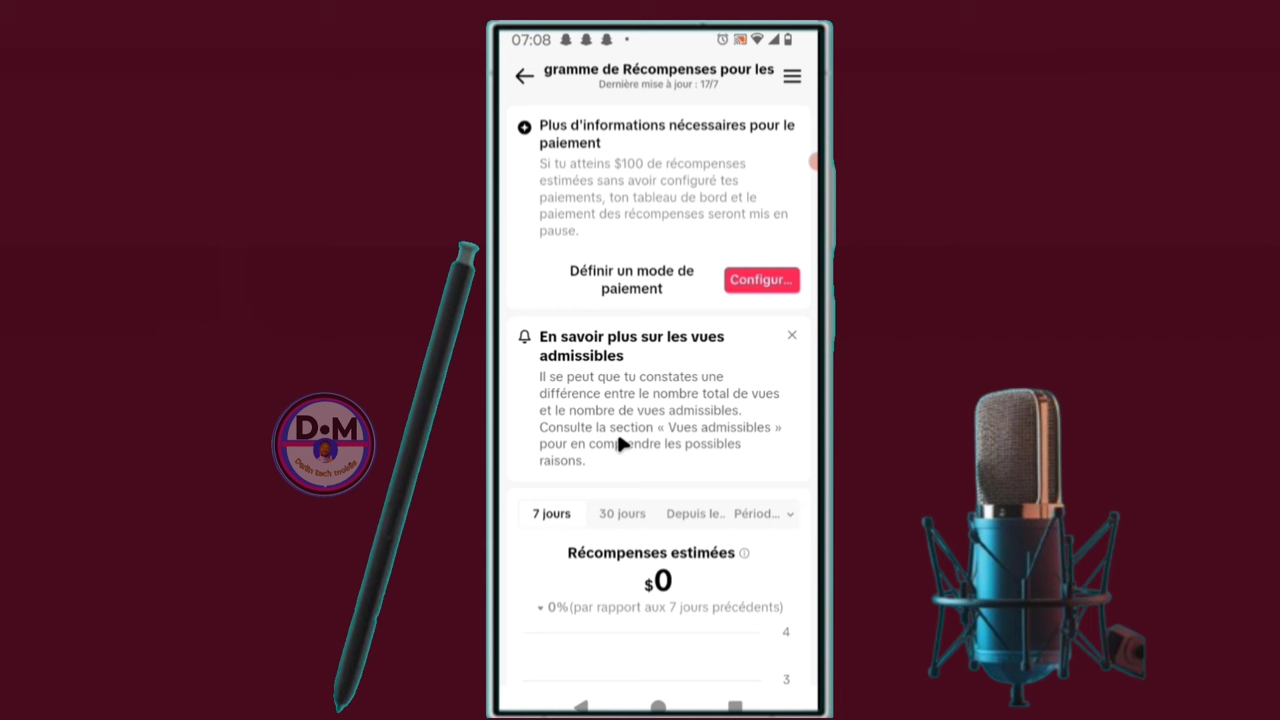 07:08
gramme de Récompenses pour les
Dernière mise à jour : 17/7
Plus d'informations nécessaires pour le
paiement
Si tu atteins $100 de récompenses
estimées sans avoir configuré tes
paiements, ton tableau de bord et le
paiement des récompenses seront mis en
pause.
Définir un mode de
paiement
Configur...
En savoir plus sur les vues
admissibles
Il se peut que tu constates une
différence entre le nombre total de vues
et le nombre de vues admissibles.
Consulte la section « Vues admissibles »
pour en comprendre les possibles
raisons.
7 jours 30 jours Depuis le.. Périod...
Récompenses estimées
$0
0% (par rapport aux 7 jours précédents)
4
3
D•M
tech mobile